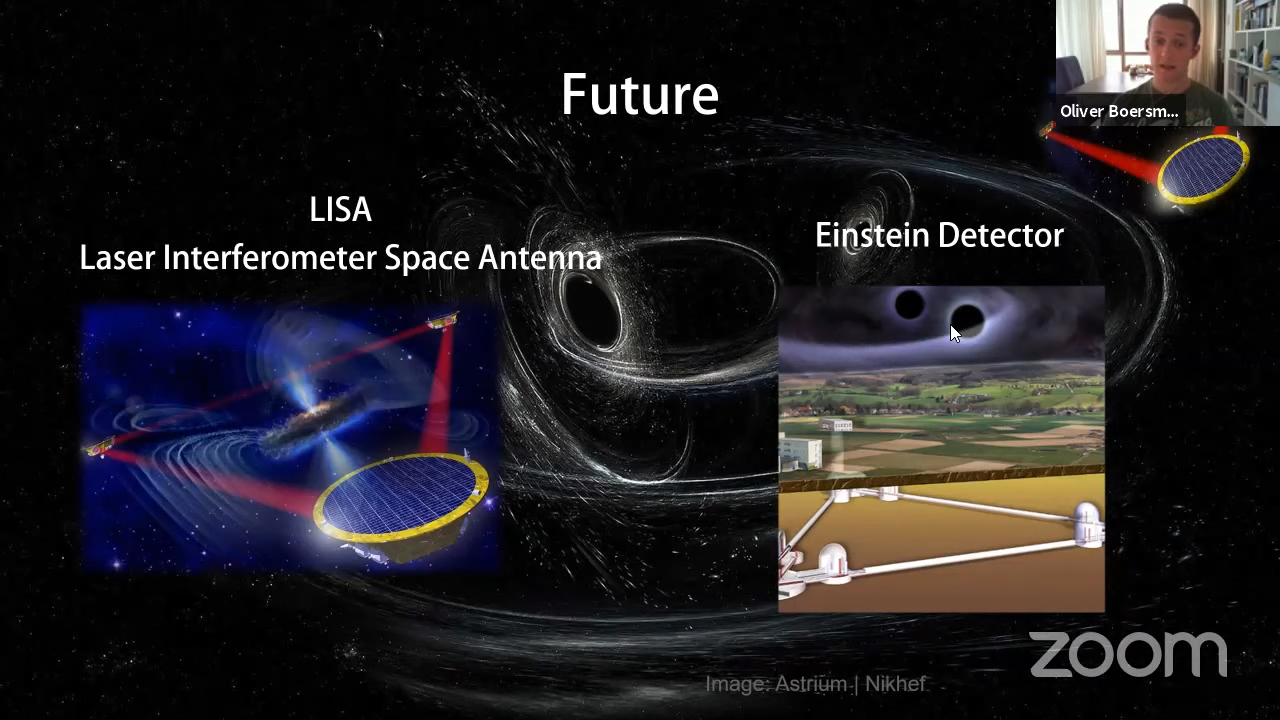 Future
Oliver Boersm...
LISA
Laser Interferometer Space Antenna
Einstein Detector
zoom
Image: Astrium | Nikhef